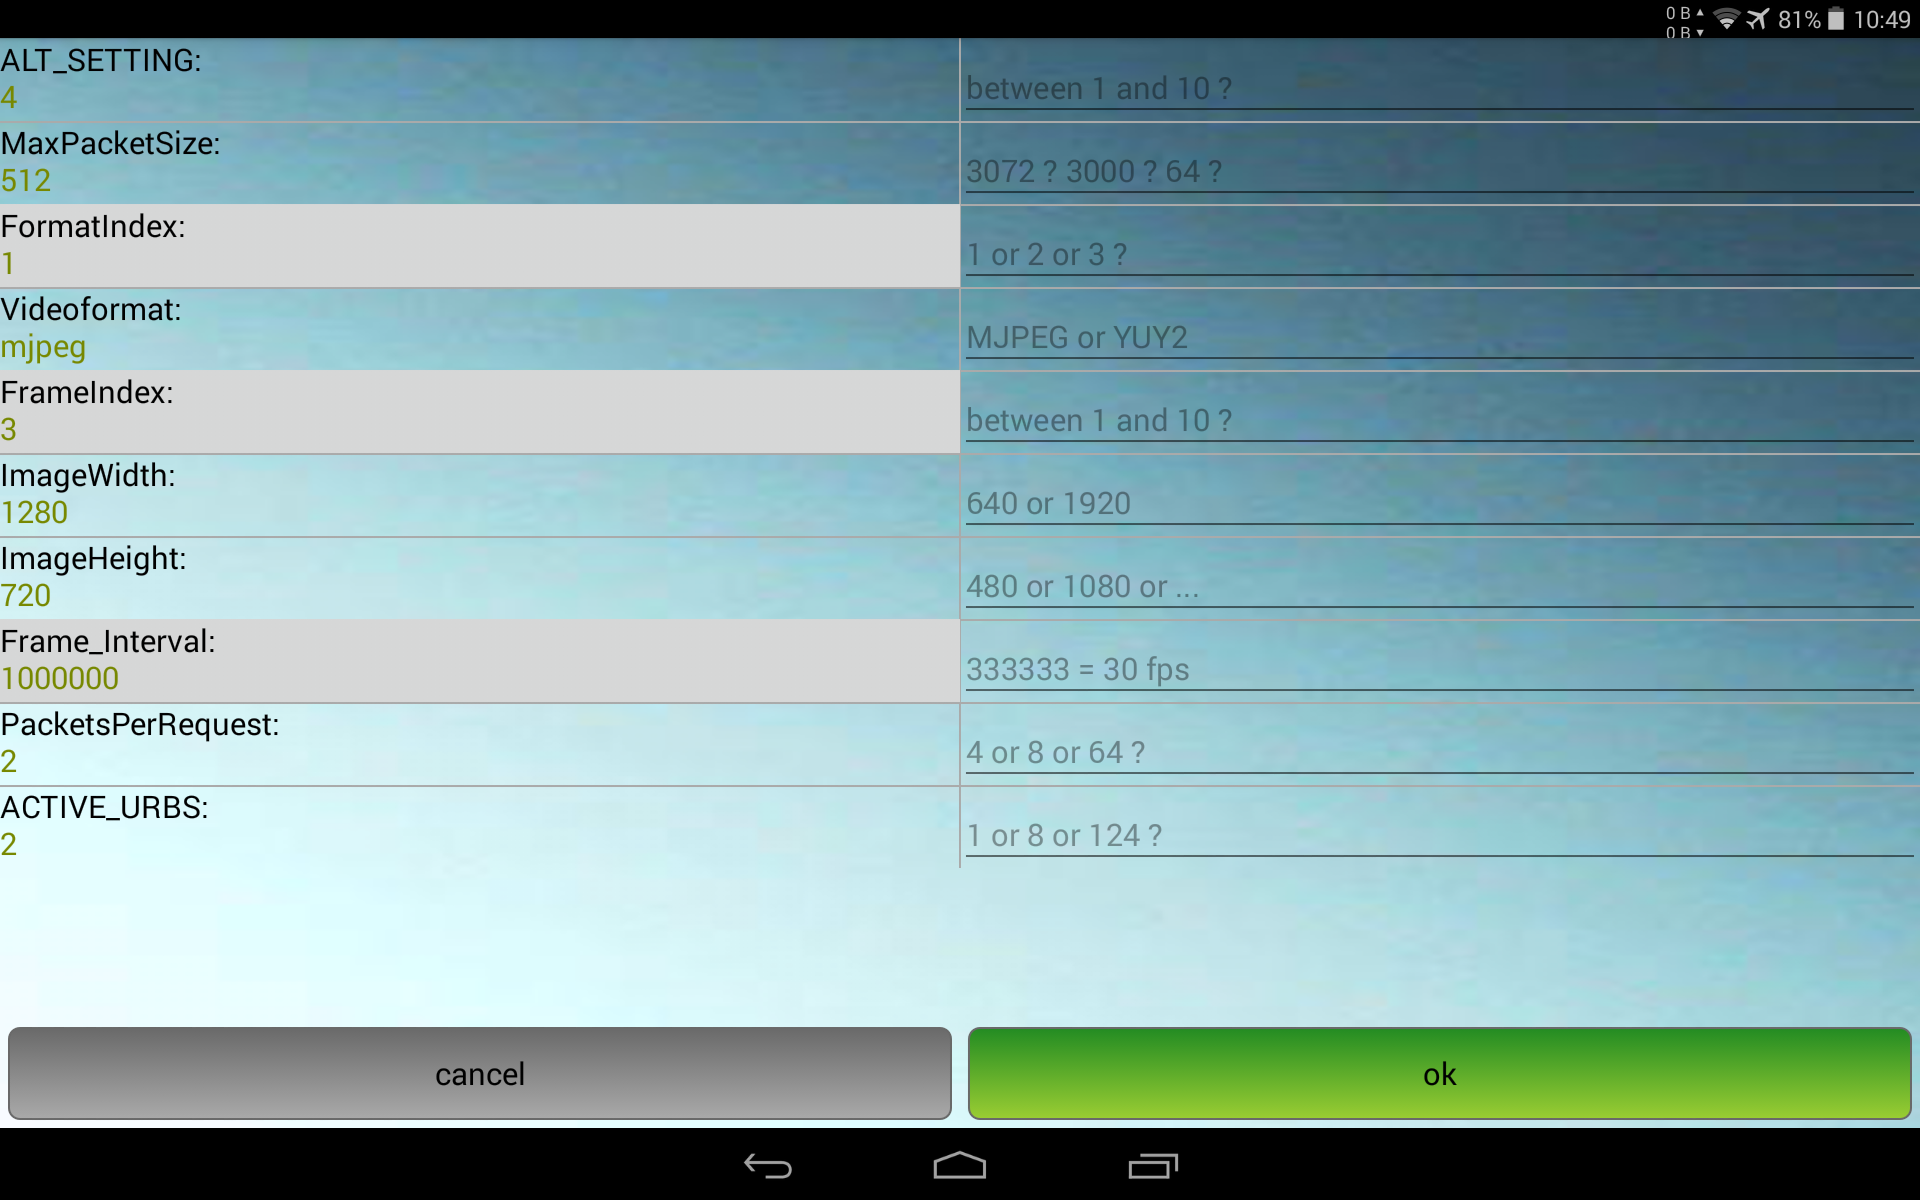 0 B ▲
0 B ▼
81% 10:49
ALT_SETTING:
4
between 1 and 10 ?
MaxPacketSize:
512
3072 ? 3000 ? 64 ?
FormatIndex:
1
1 or 2 or 3 ?
Videoformat:
mjpeg
MJPEG or YUY2
FrameIndex:
3
between 1 and 10 ?
ImageWidth:
1280
640 or 1920
ImageHeight:
720
480 or 1080 or ...
Frame_Interval:
1000000
333333 = 30 fps
PacketsPerRequest:
2
4 or 8 or 64 ?
ACTIVE_URBS:
2
1 or 8 or 124 ?
cancel
ok